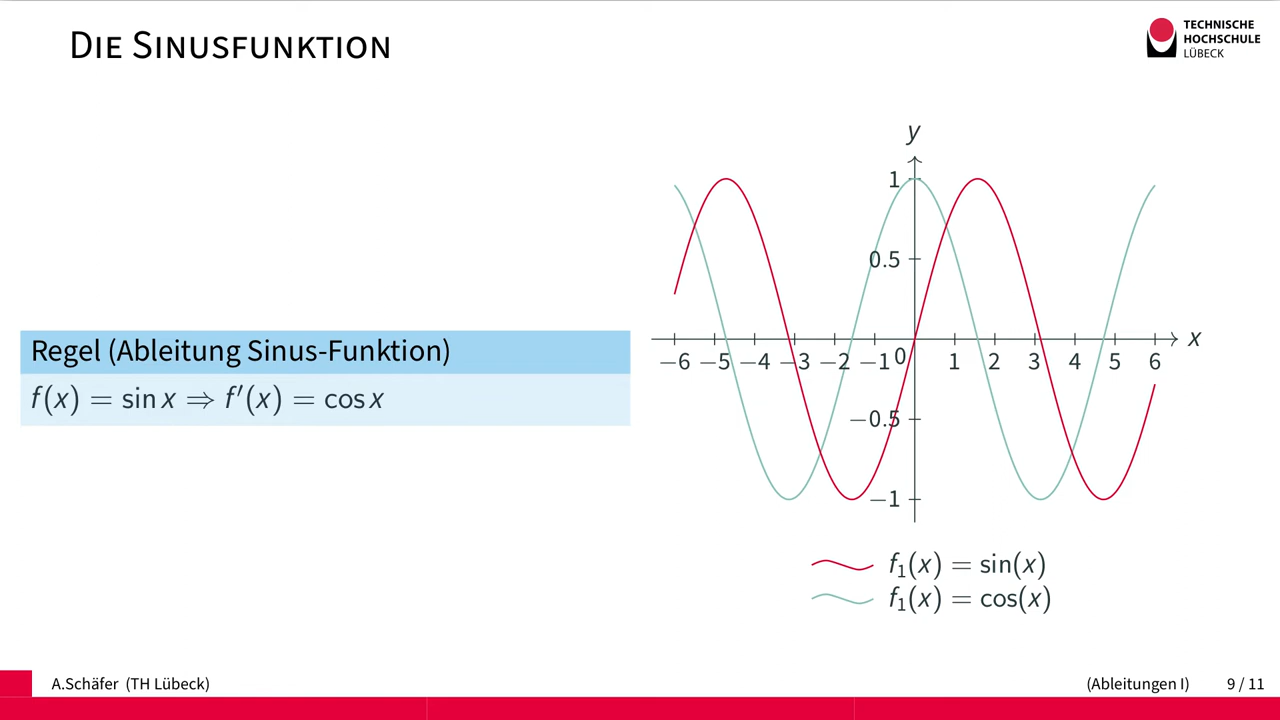 Die Sinusfunktion
TECHNISCHE
HOCHSCHULE
LÜBECK
Regel (Ableitung Sinus-Funktion)
f(x) = sin x ⇒ f′(x) = cos x
y
1
0.5
−0.5
−1
−6 −5 −4 −3 −2 −1 0 1 2 3 4 5 6
x
f₁(x) = sin(x)
f₁(x) = cos(x)
A.Schäfer (TH Lübeck)
(Ableitungen I) 9 / 11